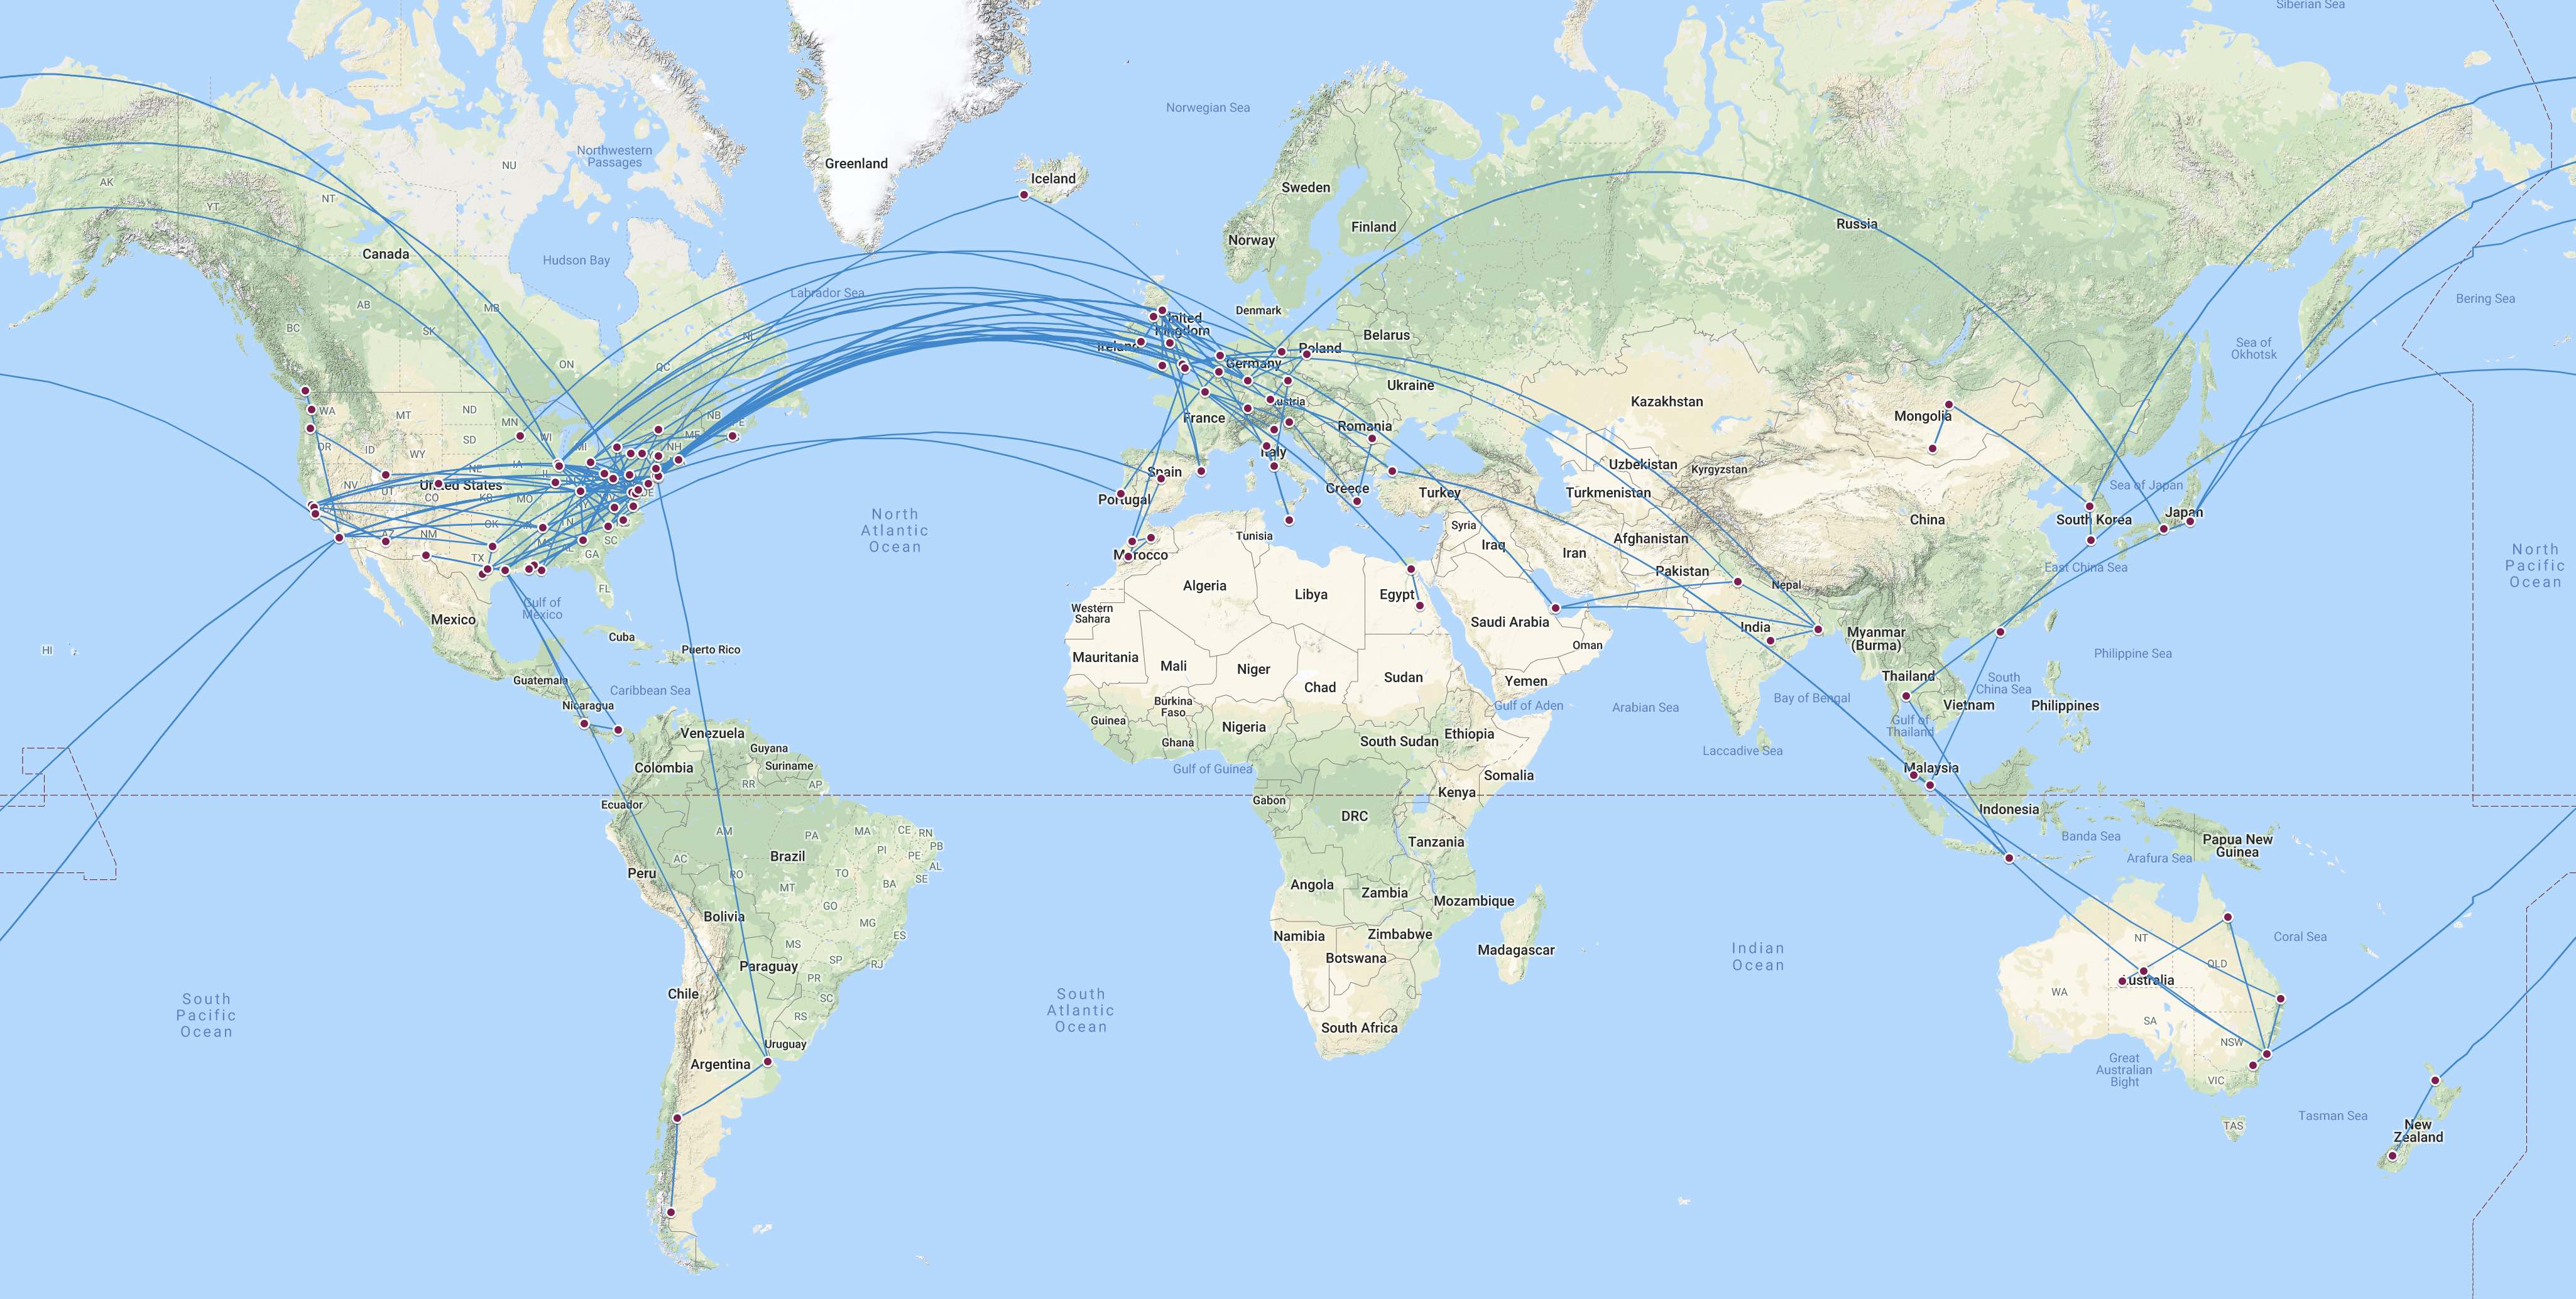 Siberian Sea
Norwegian Sea
Northwestern
Passages
NU
Greenland
Iceland
AK
YT
NT
Sweden
Finland
Russia
Norway
Canada
Hudson Bay
Labrador Sea
Bering Sea
AB
MB
SK
BC
Denmark
United
Kingdom
Belarus
Sea of
Okhotsk
NL
Ireland
Poland
ON
QC
Germany
Ukraine
Kazakhstan
Mongolia
WA
MT
ND
NB
PE
MN
OR
ID
SD
WI
MI
ME
NH
WY
France
Austria
Romania
Italy
Uzbekistan
Kyrgyzstan
NE
IA
IL
Spain
NV
UT
CO
United States
KS
MO
DE
Portugal
Greece
Turkey
Turkmenistan
Sea of Japan
Japan
South Korea
China
North
Atlantic
Ocean
CA
AZ
NM
OK
TN
SC
MS
AL
GA
TX
FL
Syria
Iraq
Iran
Afghanistan
Tunisia
Morocco
Pakistan
Nepal
East China Sea
North
Pacific
Ocean
Algeria
Libya
Egypt
Western
Sahara
Gulf of
Mexico
Mexico
Saudi Arabia
India
Myanmar
(Burma)
Oman
HI
Cuba
Puerto Rico
Philippine Sea
Mauritania
Mali
Niger
Chad
Sudan
Yemen
Thailand
South
China Sea
Guatemala
Caribbean Sea
Nicaragua
Burkina
Faso
Guinea
Gulf of Aden
Arabian Sea
Bay of Bengal
Vietnam
Philippines
Gulf of
Thailand
Nigeria
Venezuela
Guyana
Suriname
Ghana
South Sudan
Ethiopia
Laccadive Sea
Colombia
RR
AP
Gulf of Guinea
Somalia
Malaysia
Ecuador
Gabon
Kenya
Indonesia
DRC
AM
PA
MA
CE
RN
PB
PI
PE
AL
Tanzania
Banda Sea
Arafura Sea
Papua New
Guinea
Peru
AC
Brazil
RO
TO
SE
BA
MT
Angola
Zambia
Mozambique
Bolivia
GO
MG
ES
MS
Namibia
Zimbabwe
Botswana
Madagascar
Indian
Ocean
NT
Coral Sea
Paraguay
SP
RJ
PR
SC
RS
QLD
Australia
WA
SA
South
Pacific
Ocean
Chile
South
Atlantic
Ocean
South Africa
NSW
Uruguay
Argentina
Great
Australian
Bight
VIC
TAS
Tasman Sea
New
Zealand